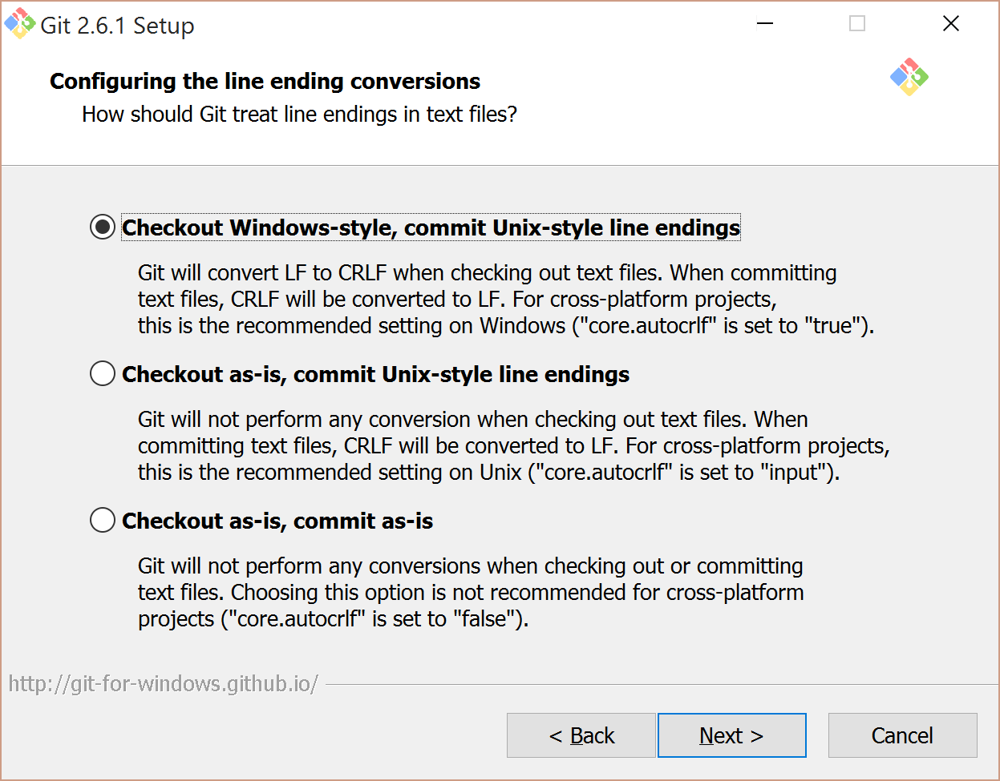 Git 2.6.1 Setup
Configuring the line ending conversions
How should Git treat line endings in text files?
Checkout Windows-style, commit Unix-style line endings
Git will convert LF to CRLF when checking out text files. When committing
text files, CRLF will be converted to LF. For cross-platform projects,
this is the recommended setting on Windows ("core.autocrlf" is set to "true").
Checkout as-is, commit Unix-style line endings
Git will not perform any conversion when checking out text files. When
committing text files, CRLF will be converted to LF. For cross-platform projects,
this is the recommended setting on Unix ("core.autocrlf" is set to "input").
Checkout as-is, commit as-is
Git will not perform any conversions when checking out or committing
text files. Choosing this option is not recommended for cross-platform
projects ("core.autocrlf" is set to "false").
http://git-for-windows.github.io/
< Back Next > Cancel